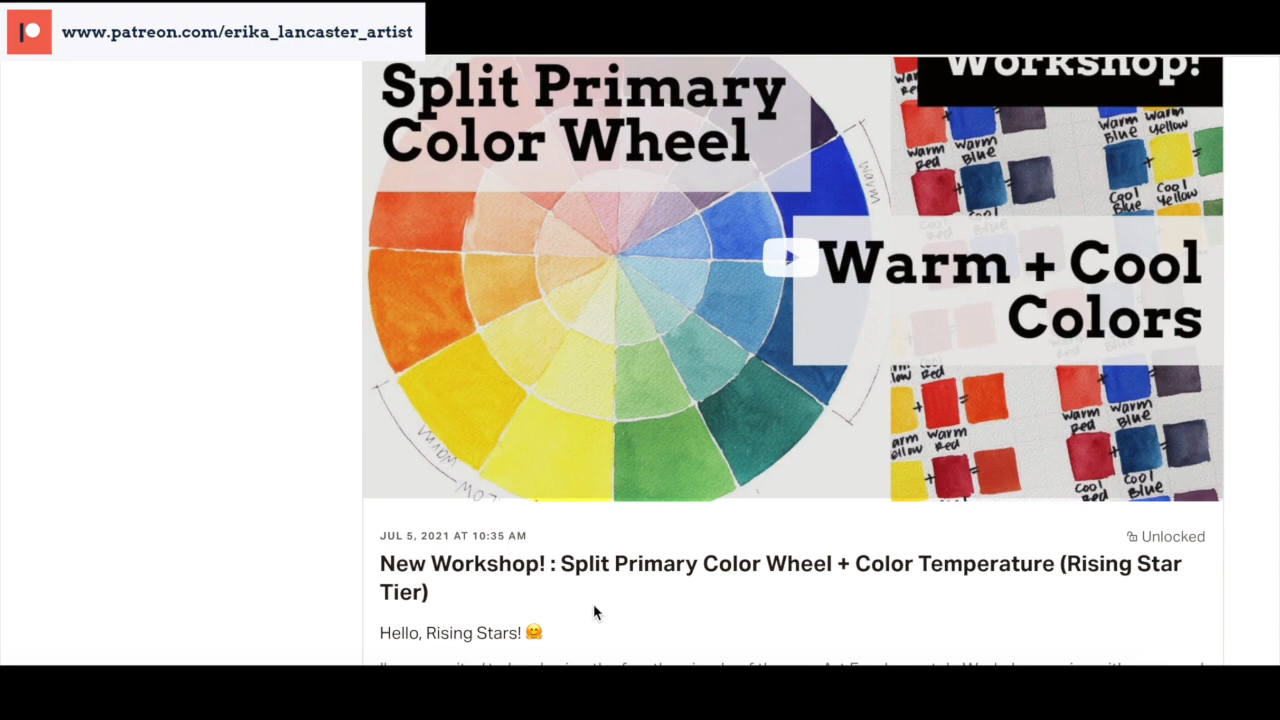 www.patreon.com/erika_lancaster_artist
Workshop!
Split Primary
Color Wheel
Warm + Cool
Colors
warm
warm
Warm
Red
Warm
Blue
Warm
Blue
Warm
Yellow
Cool
Blue
Cool
Yellow
Warm
Red
Warm
Red
Warm
Blue
Cool
Red
Cool
Blue
JUL 5, 2021 AT 10:35 AM
Unlocked
New Workshop! : Split Primary Color Wheel + Color Temperature (Rising Star
Tier)
Hello, Rising Stars! 🤗